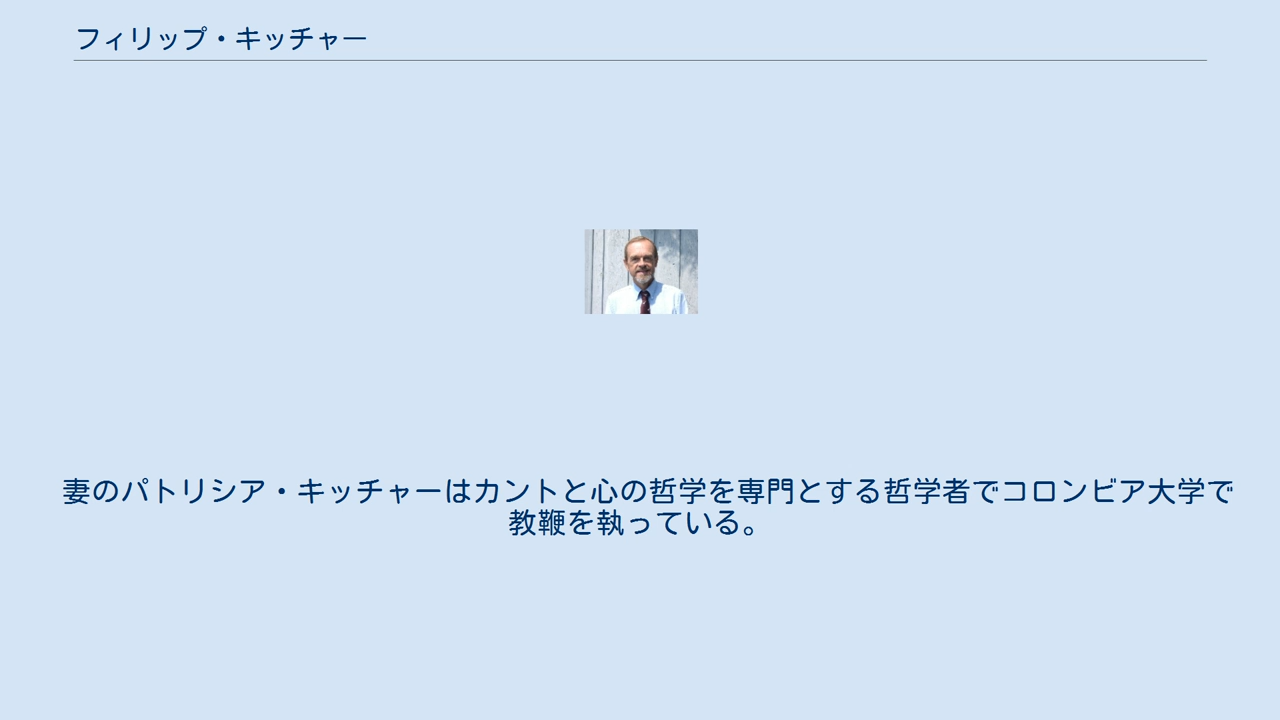 フィリップ・キッチャー
妻のパトリシア・キッチャーはカントと心の哲学を専門とする哲学者でコロンビア大学で
教鞭を執っている。